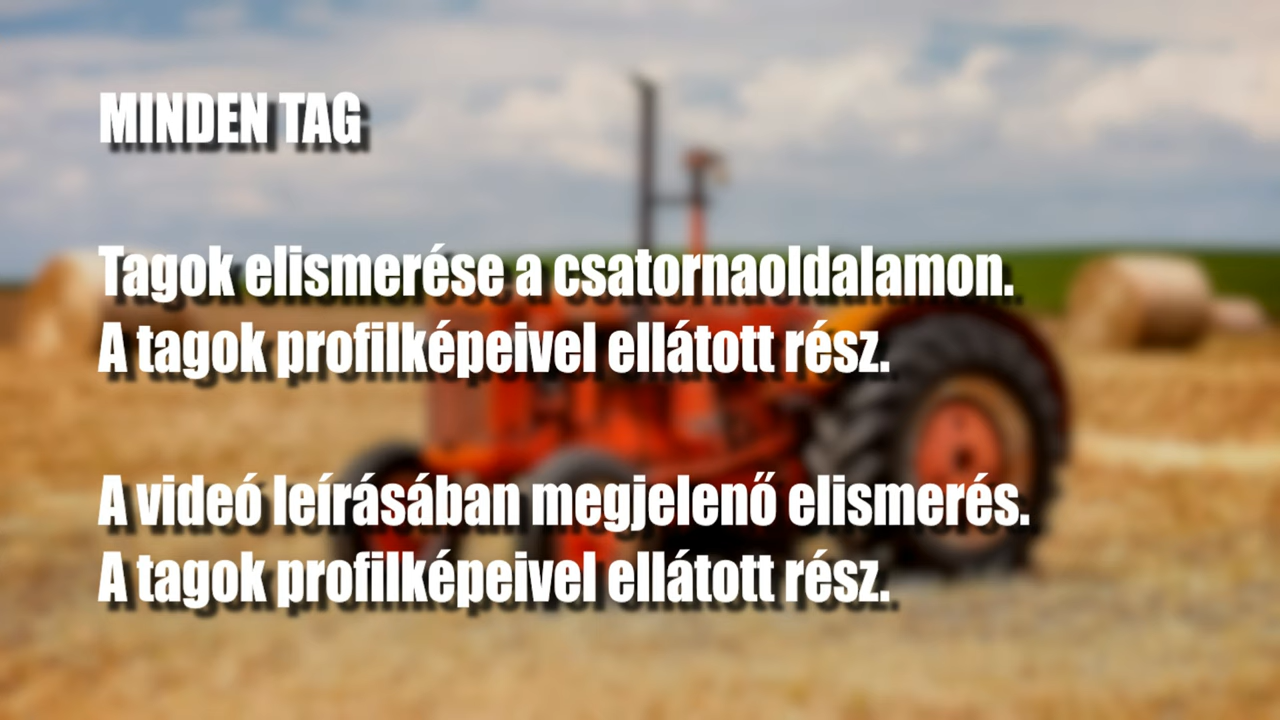 MINDEN TAG
Tagok elismerése a csatornaoldalamon.
A tagok profilképeivel ellátott rész.
A videó leírásában megjelenő elismerés.
A tagok profilképeivel ellátott rész.